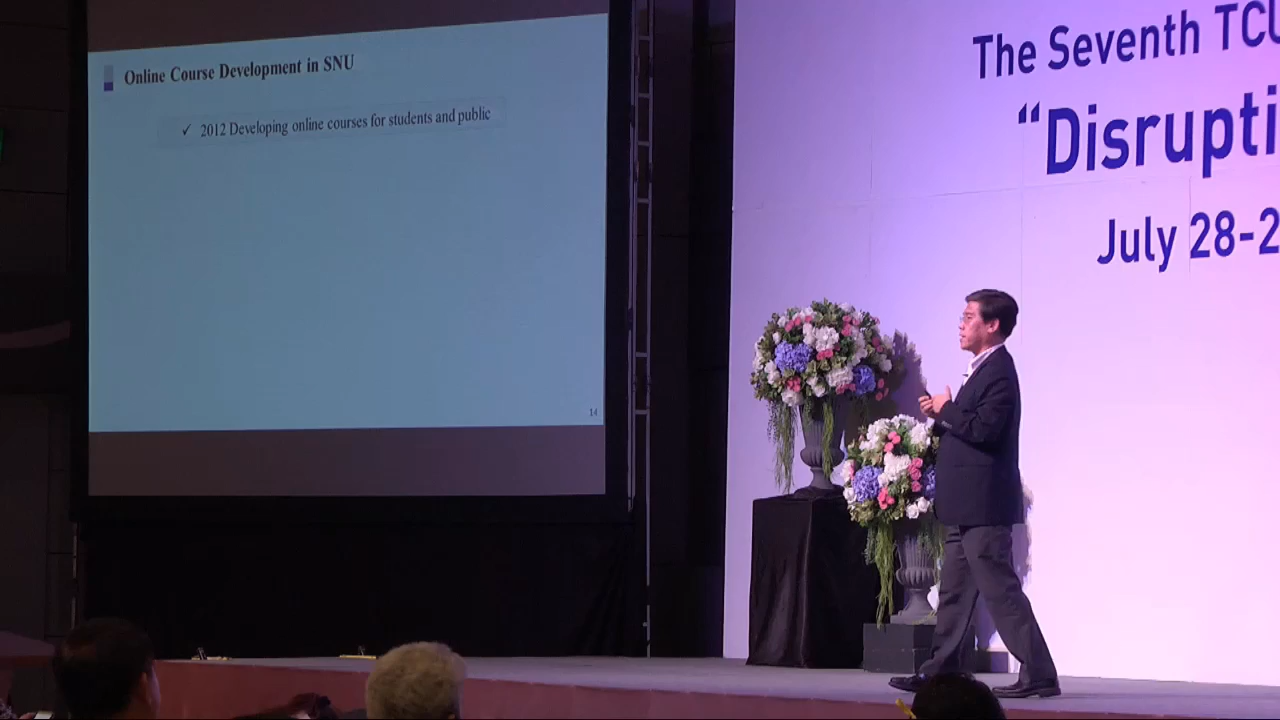 Online Course Development in SNU
✓ 2012 Developing online courses for students and public
14
The Seventh TCU
“Disrupti
July 28-2